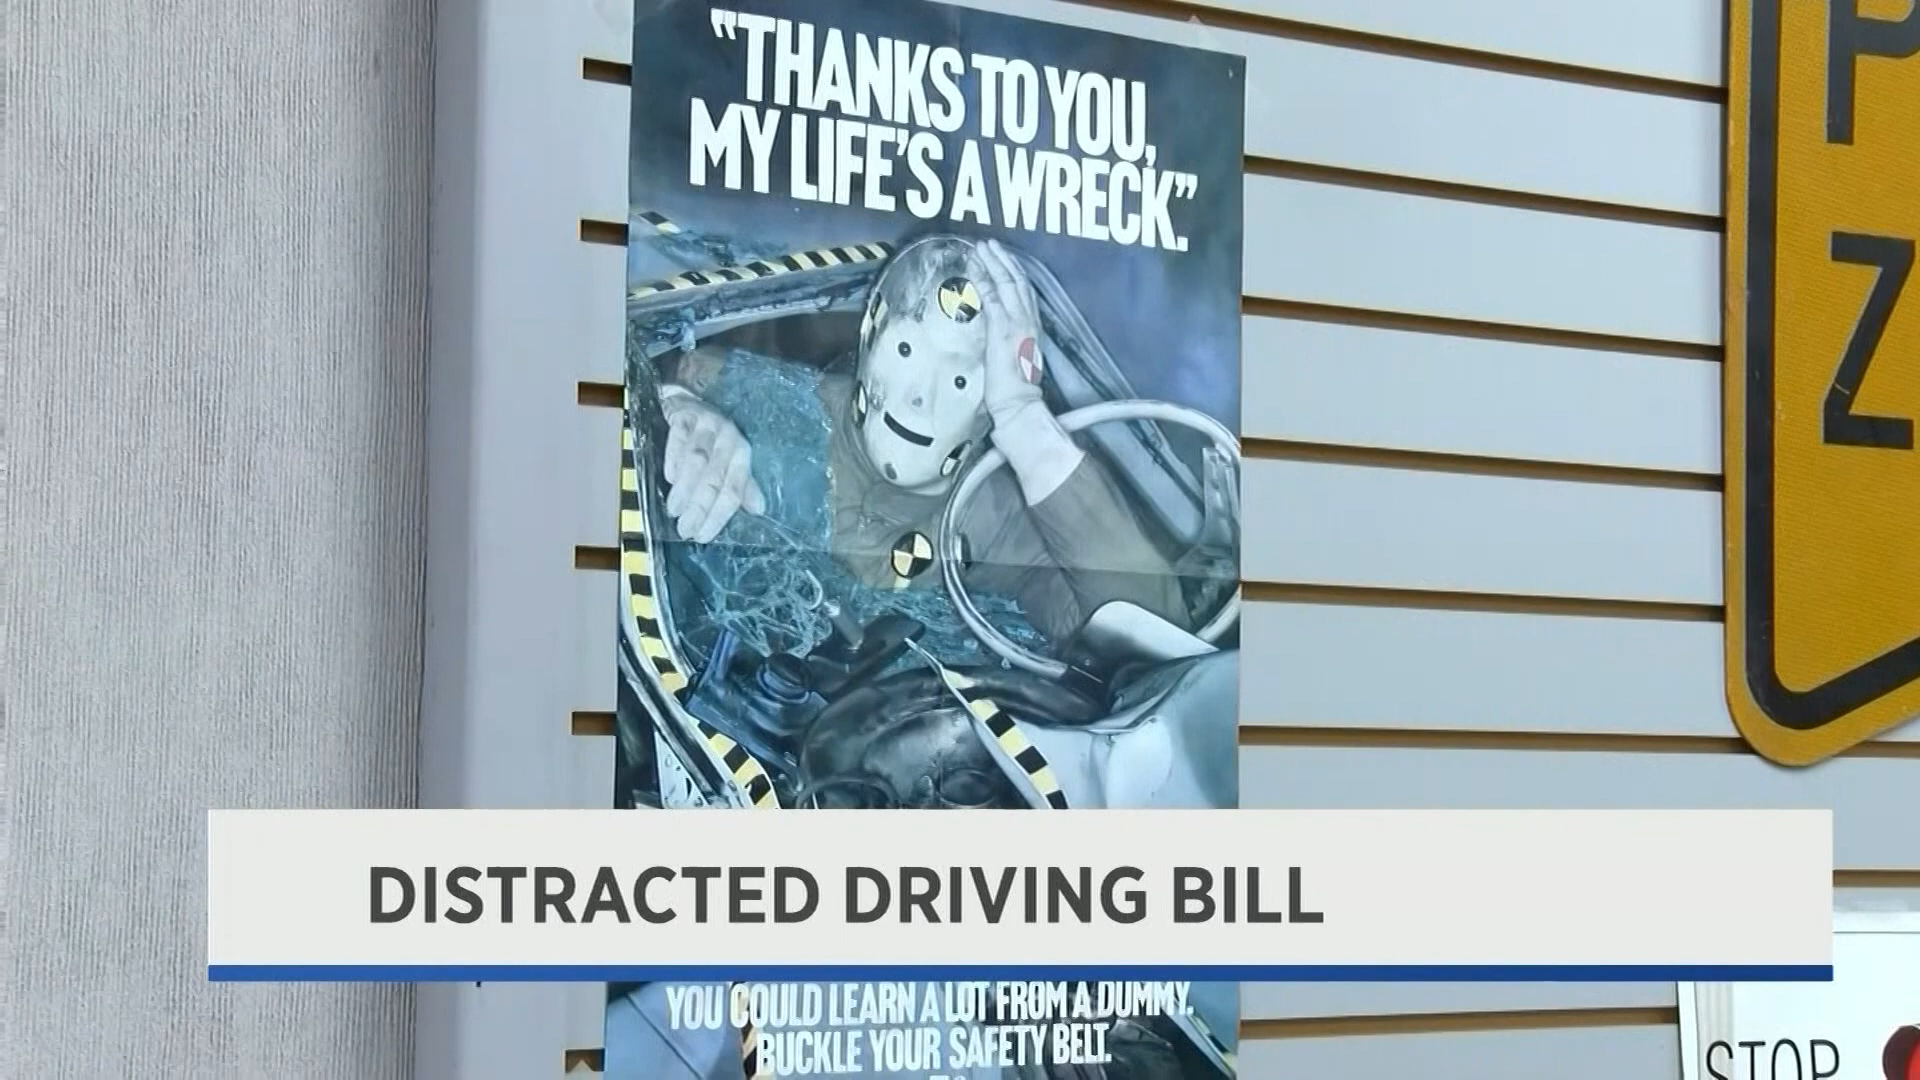 "THANKS TO YOU,
MY LIFE'S A WRECK."
P
Z
DISTRACTED DRIVING BILL
YOU COULD LEARN A LOT FROM A DUMMY.
BUCKLE YOUR SAFETY BELT.
STOP